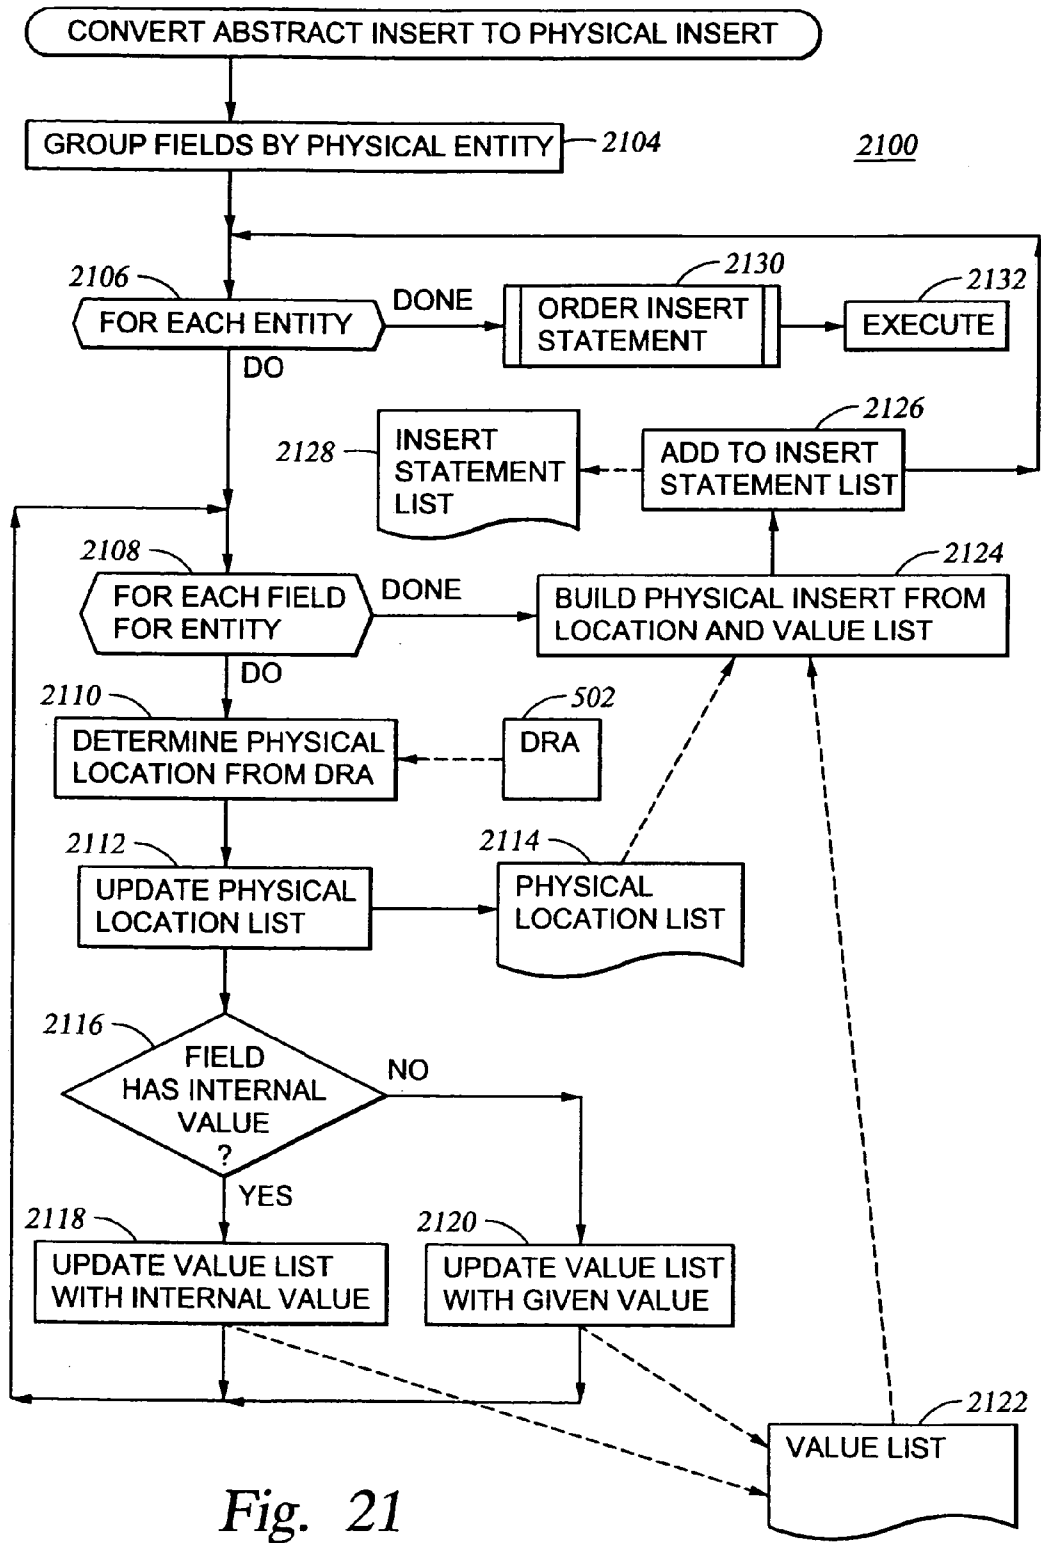 CONVERT ABSTRACT INSERT TO PHYSICAL INSERT
GROUP FIELDS BY PHYSICAL ENTITY
2104
2100
2106
FOR EACH ENTITY
DONE
DO
2130
ORDER INSERT
STATEMENT
2132
EXECUTE
2128
INSERT
STATEMENT
LIST
2126
ADD TO INSERT
STATEMENT LIST
2108
FOR EACH FIELD
FOR ENTITY
DONE
DO
2124
BUILD PHYSICAL INSERT FROM
LOCATION AND VALUE LIST
2110
DETERMINE PHYSICAL
LOCATION FROM DRA
502
DRA
2112
UPDATE PHYSICAL
LOCATION LIST
2114
PHYSICAL
LOCATION LIST
2116
FIELD
HAS INTERNAL
VALUE
?
NO
YES
2118
UPDATE VALUE LIST
WITH INTERNAL VALUE
2120
UPDATE VALUE LIST
WITH GIVEN VALUE
2122
VALUE LIST
Fig. 21